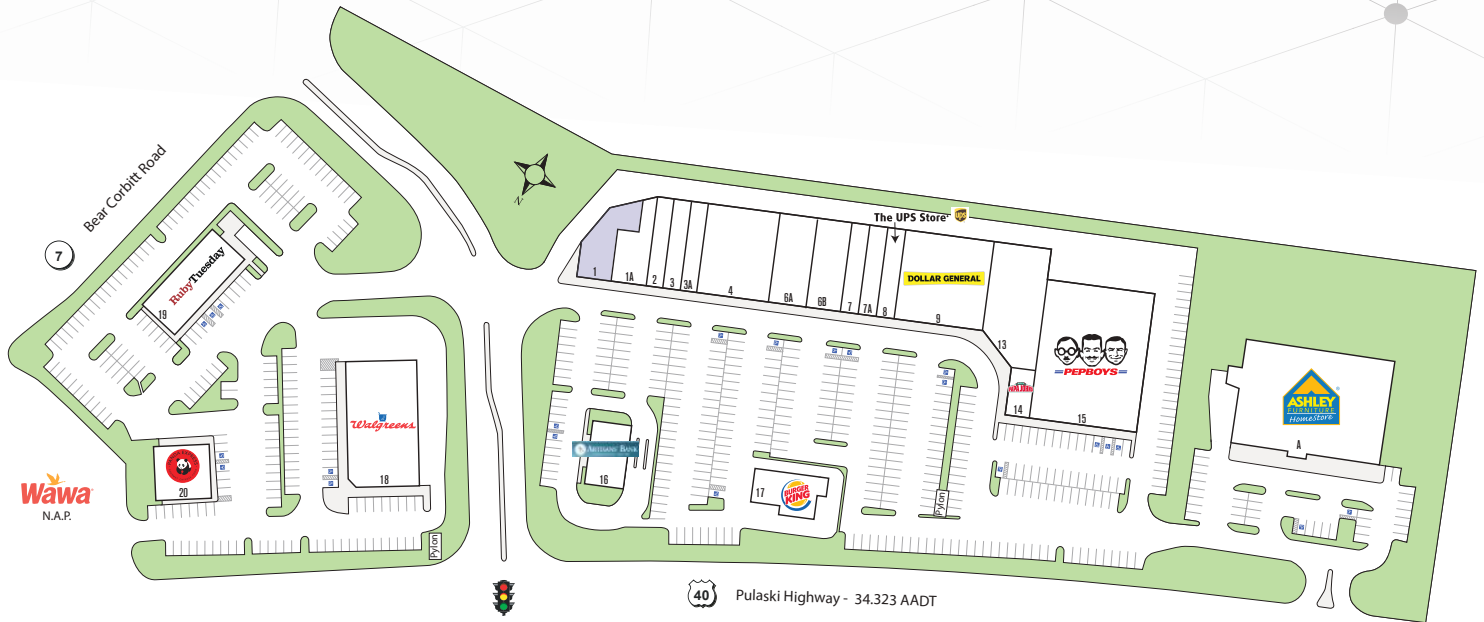 Bear Corbitt Road
7
N
Ruby Tuesday
19
The UPS Store
ups
1
1A
2
3
3A
4
6A
6B
7
7A
8
DOLLAR GENERAL
9
13
PEPBOYS
14
15
ASHLEY
FURNITURE
HomeStore
A
Walgreens
18
ARTISANS' BANK
16
17
BURGER
KING
20
Wawa
N.A.P.
Pylon
Pylon
40
Pulaski Highway - 34.323 AADT